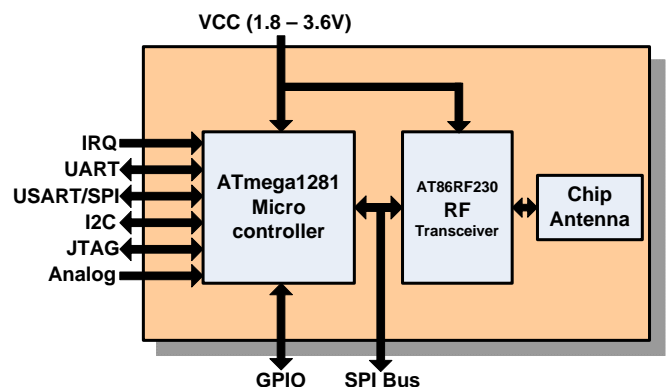 VCC (1.8 – 3.6V)
IRQ
UART
USART/SPI
I2C
JTAG
Analog
ATmega1281
Micro
controller
AT86RF230
RF
Transceiver
Chip
Antenna
GPIO
SPI Bus